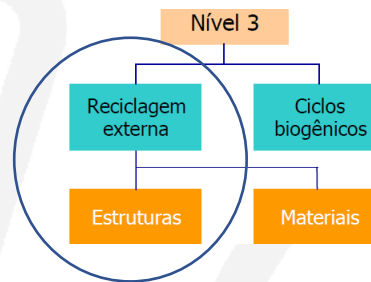 Nível 3
Reciclagem
externa
Ciclos
biogênicos
Estruturas
Materiais